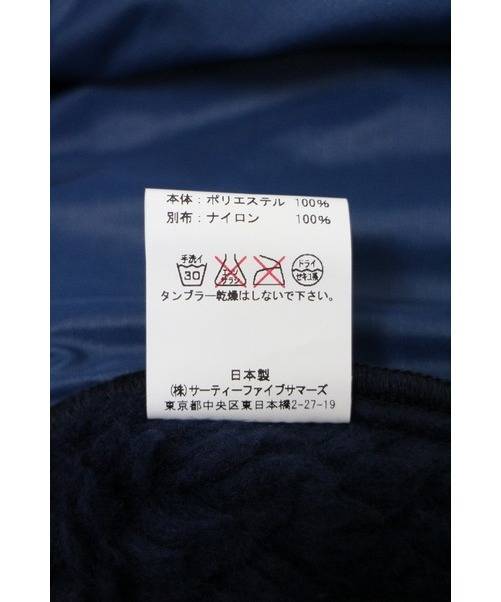 本体：ポリエステル 100%
別布：ナイロン 100%
手洗イ 30 エンソ サラシ ドライ セキユ系
タンブラー乾燥はしないで下さい。
日本製
(株)サーティーファイブサマーズ
東京都中央区東日本橋2-27-19